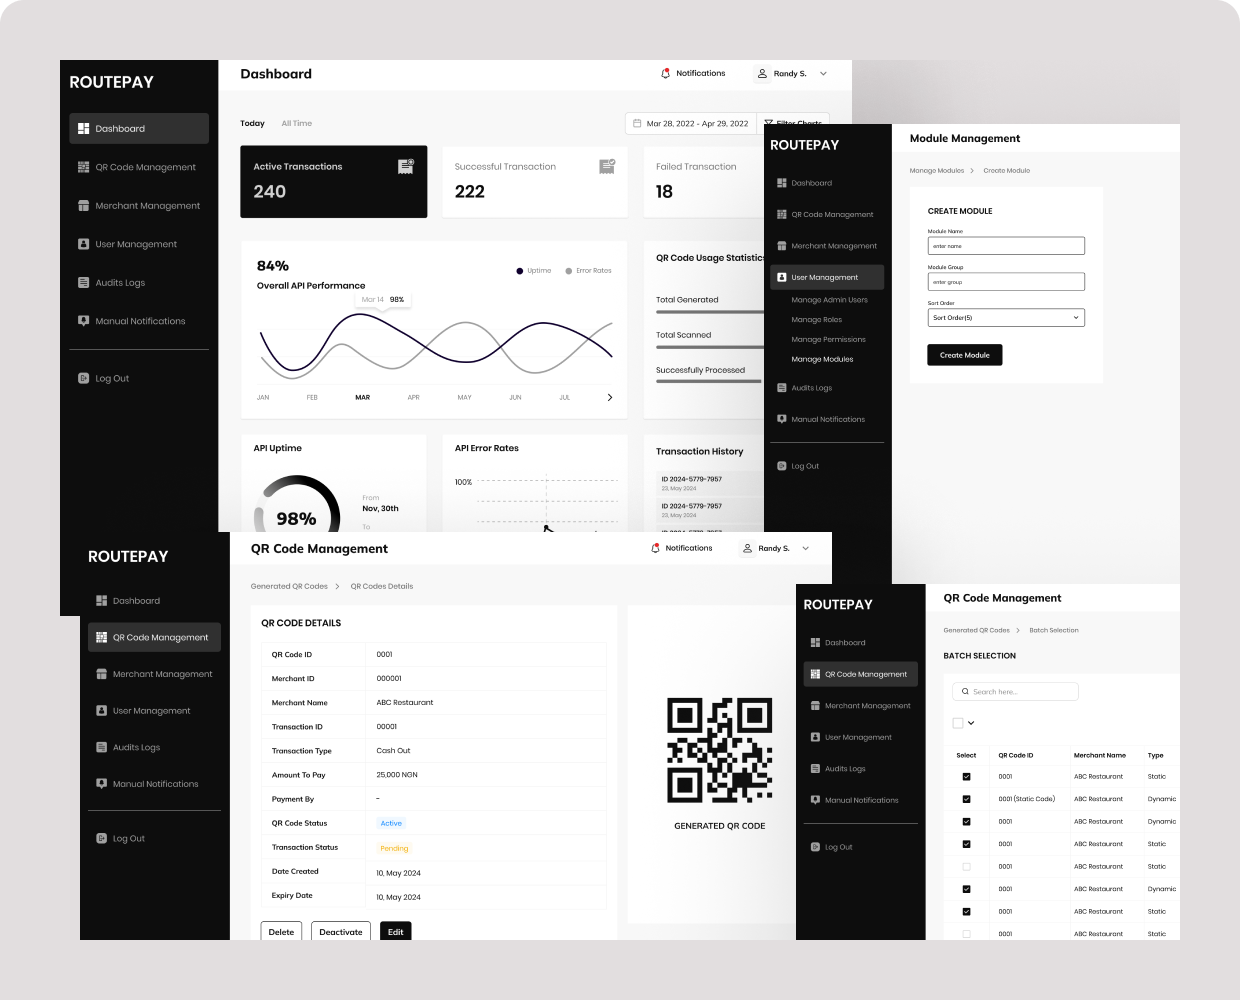 ROUTEPAY
Dashboard
QR Code Management
Merchant Management
User Management
Audits Logs
Manual Notifications
Log Out
Dashboard
Notifications
Randy S.
Today
All Time
Mar 28, 2022 - Apr 29, 2022
Filter Charts
Active Transactions
240
Successful Transaction
222
Failed Transaction
18
84%
Overall API Performance
Uptime
Error Rates
Mar 14 98%
JAN FEB MAR APR MAY JUN JUL
QR Code Usage Statistics
Total Generated
Total Scanned
Successfully Processed
API Uptime
98%
From
Nov, 30th
To
API Error Rates
100%
Transaction History
ID 2024-5779-7957
23, May 2024
ID 2024-5779-7957
23, May 2024
ROUTEPAY
Dashboard
QR Code Management
Merchant Management
User Management
Manage Admin Users
Manage Roles
Manage Permissions
Manage Modules
Audits Logs
Manual Notifications
Log Out
Module Management
Manage Modules > Create Module
CREATE MODULE
Module Name
enter name
Module Group
enter group
Sort Order
Sort Order(5)
Create Module
ROUTEPAY
Dashboard
QR Code Management
Merchant Management
User Management
Audits Logs
Manual Notifications
Log Out
QR Code Management
Notifications
Randy S.
Generated QR Codes > QR Codes Details
QR CODE DETAILS
QR Code ID 0001
Merchant ID 000001
Merchant Name ABC Restaurant
Transaction ID 00001
Transaction Type Cash Out
Amount To Pay 25,000 NGN
Payment By -
QR Code Status Active
Transaction Status Pending
Date Created 10, May 2024
Expiry Date 10, May 2024
Delete
Deactivate
Edit
GENERATED QR CODE
ROUTEPAY
Dashboard
QR Code Management
Merchant Management
User Management
Audits Logs
Manual Notifications
Log Out
QR Code Management
Generated QR Codes > Batch Selection
BATCH SELECTION
Search here...
Select QR Code ID Merchant Name Type
0001 ABC Restaurant Static
0001 (Static Code) ABC Restaurant Dynamic
0001 ABC Restaurant Dynamic
0001 ABC Restaurant Static
0001 ABC Restaurant Static
0001 ABC Restaurant Dynamic
0001 ABC Restaurant Static
0001 ABC Restaurant Static